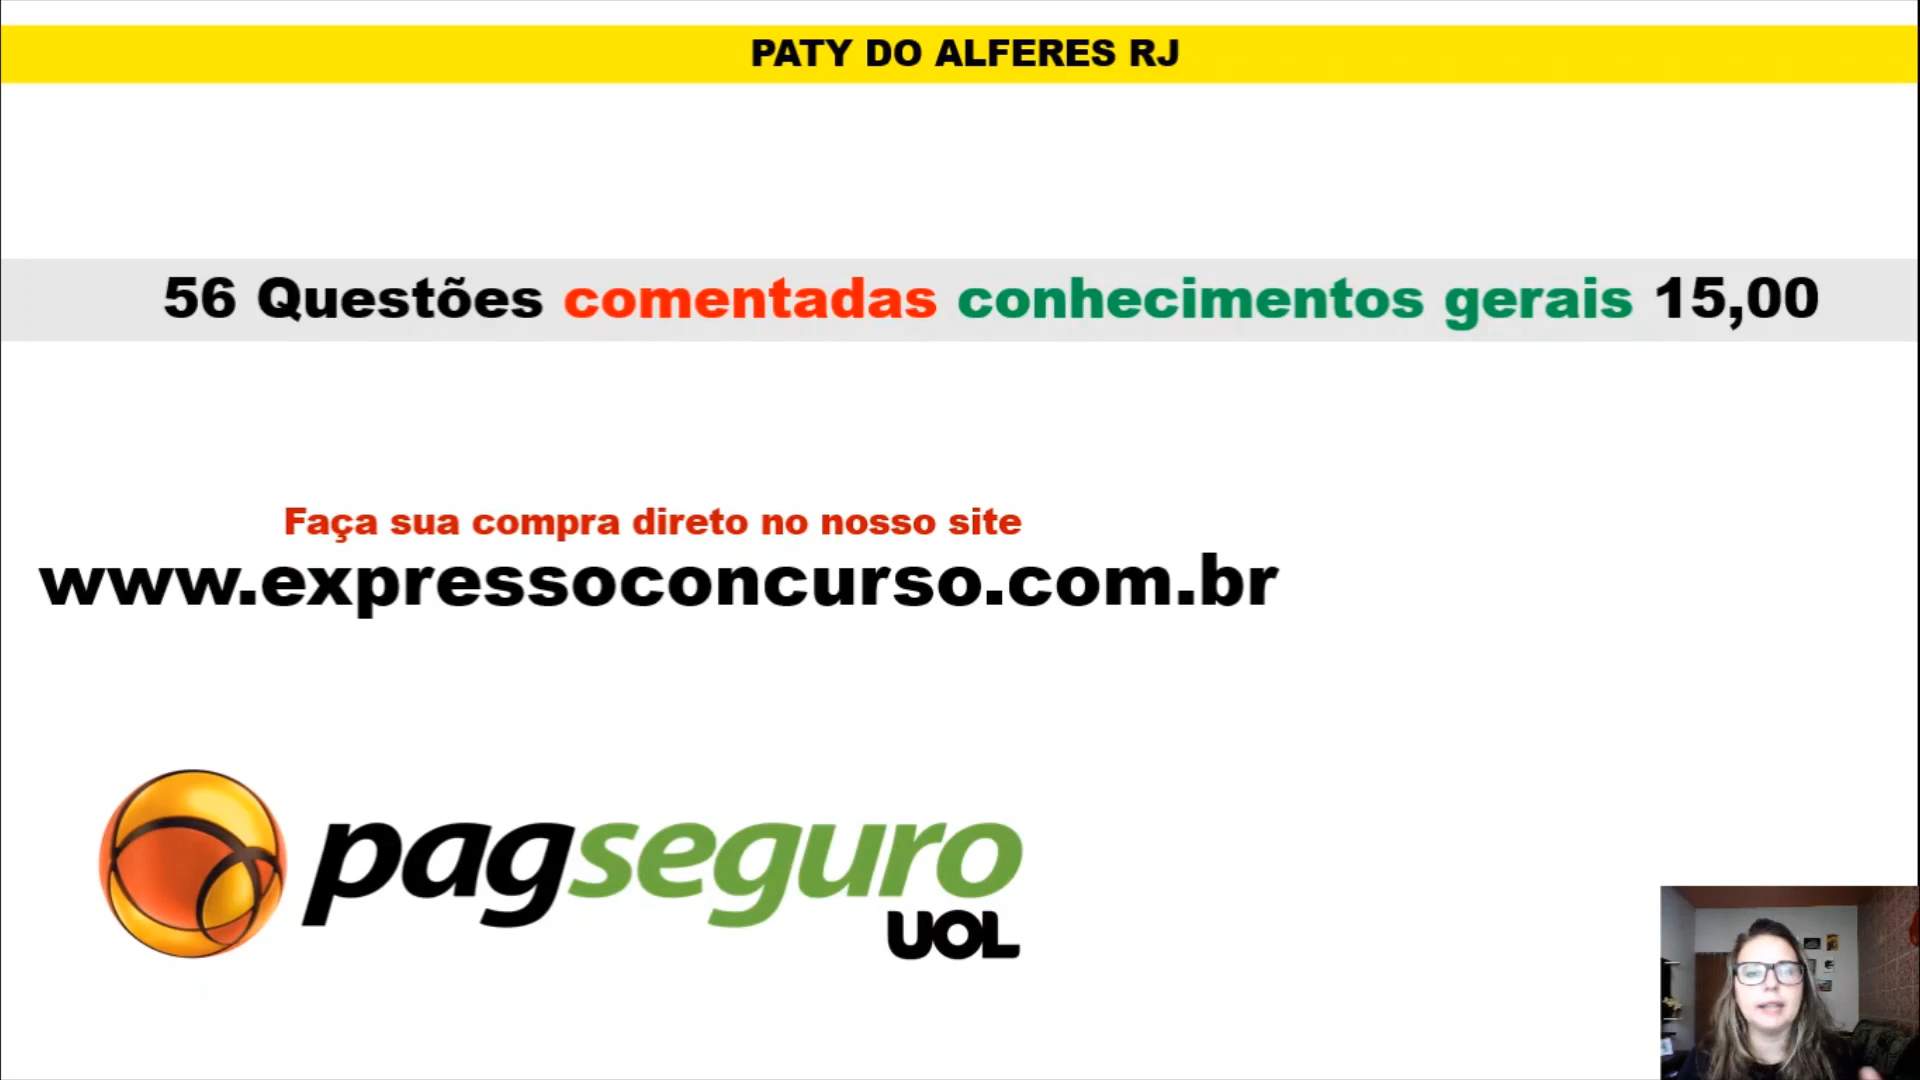 PATY DO ALFERES RJ
56 Questões comentadas conhecimentos gerais 15,00
Faça sua compra direto no nosso site
www.expressoconcurso.com.br
pagseguro
UOL